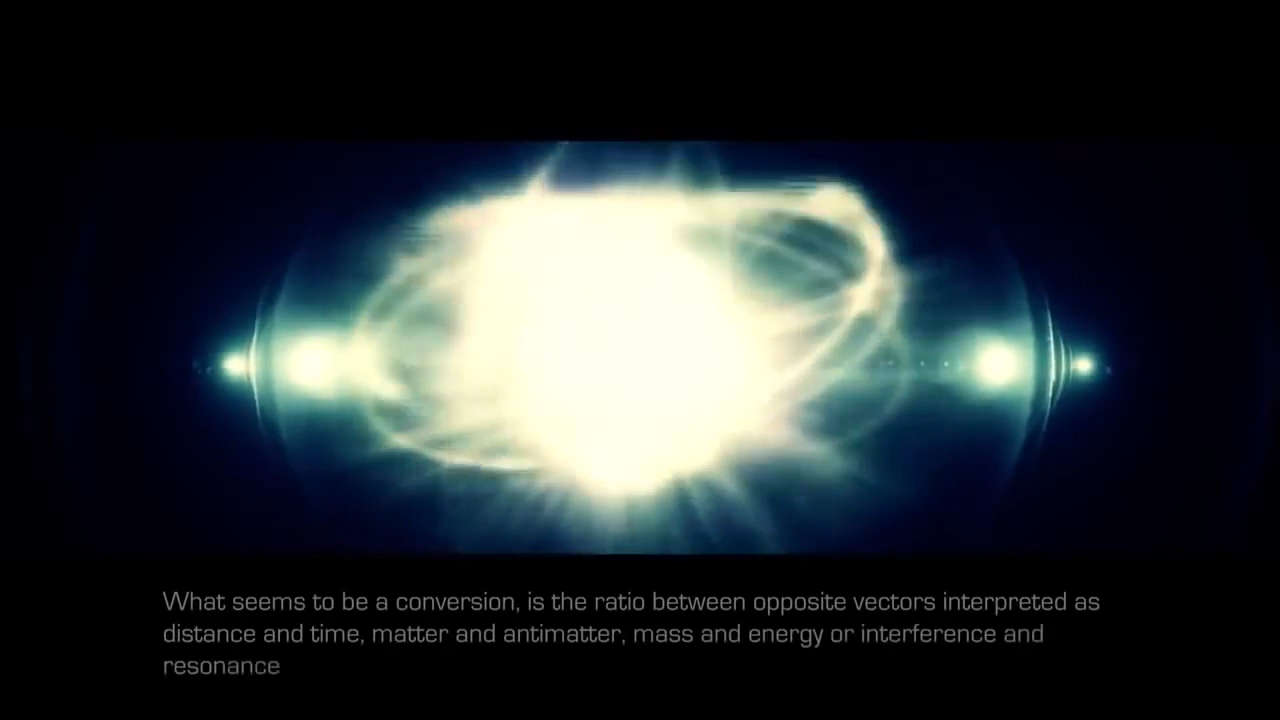 What seems to be a conversion, is the ratio between opposite vectors interpreted as
distance and time, matter and antimatter, mass and energy or interference and
resonance